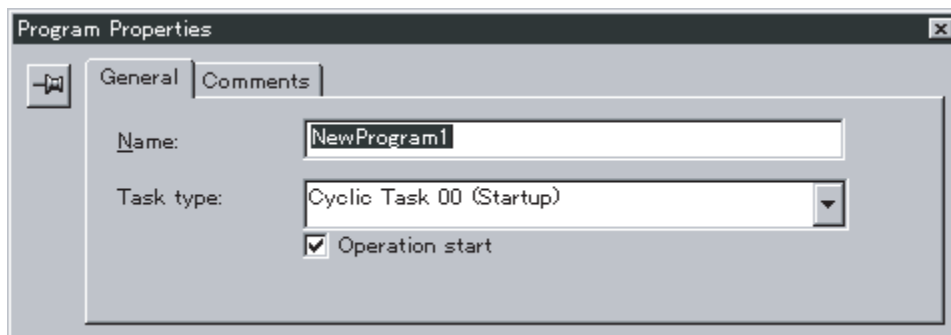 Program Properties
General
Comments
Name:
NewProgram1
Task type:
Cyclic Task 00 (Startup)
Operation start